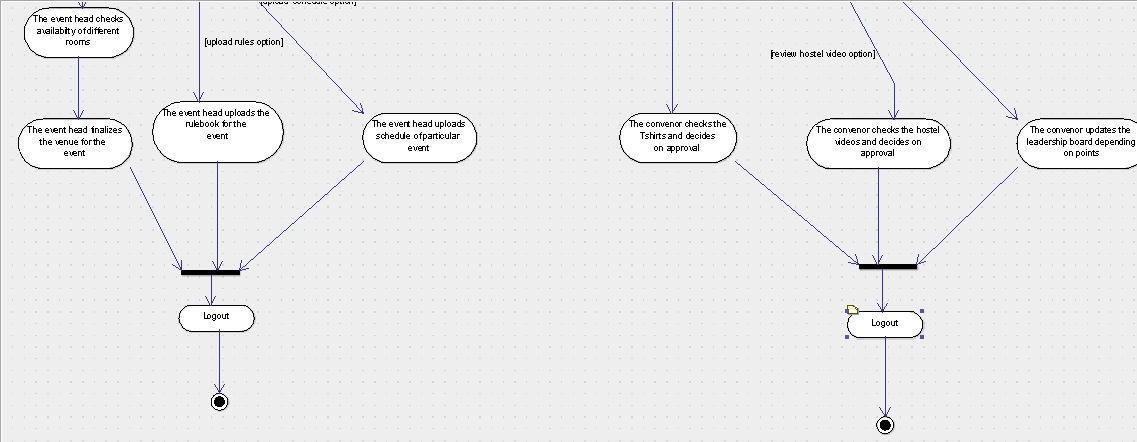 [upload schedule option]
The event head checks
availability of different
rooms
[upload rules option]
[review hostel video option]
The event head uploads the
rulebook for the
event
The event head uploads
schedule of particular
event
The event head finalizes
the venue for the
event
The convenor checks the
Tshirts and decides
on approval
The convenor checks the hostel
videos and decides on
approval
The convenor updates the
leadership board depending
on points
Logout
Logout